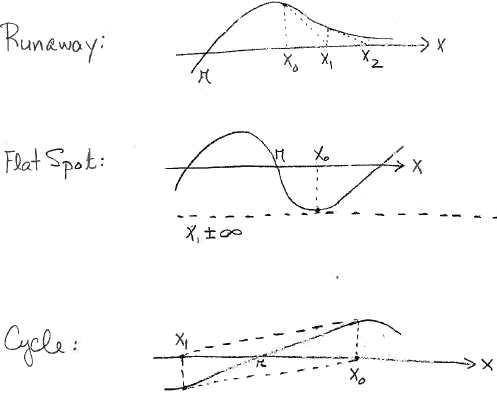 Runaway:
X
r
X₀
X₁
X₂
Flat Spot:
r
X₀
X
X₁ ± ∞
Cycle:
X₁
r
X₀
X